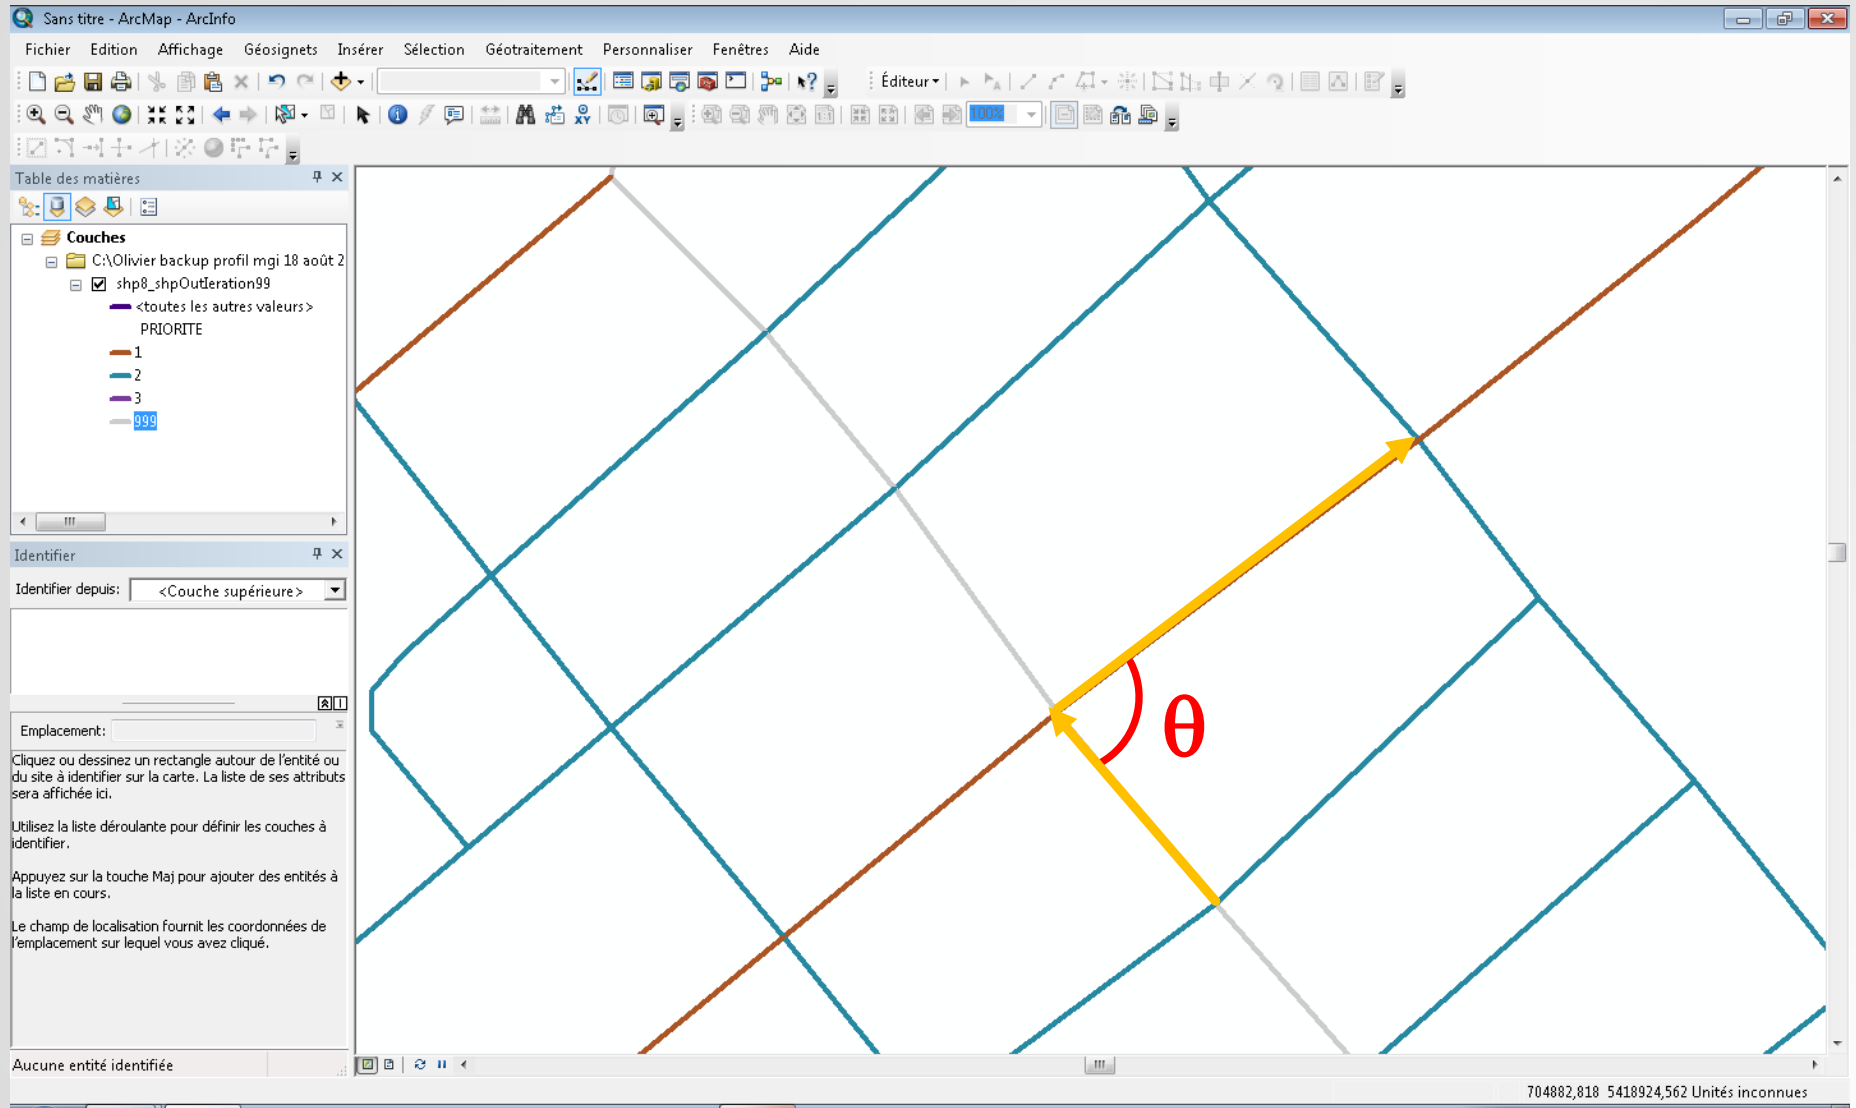 Sans titre - ArcMap - ArcInfo
Fichier Edition Affichage Géosignets Insérer Sélection Géotraitement Personnaliser Fenêtres Aide
Éditeur
100%
Table des matières
Couches
C:\Olivier backup profil mgi 18 août 2
shp8_shpOutIeration99
<toutes les autres valeurs>
PRIORITE
1
2
3
999
Identifier
Identifier depuis: <Couche supérieure>
Emplacement:
Cliquez ou dessinez un rectangle autour de l'entité ou
du site à identifier sur la carte. La liste de ses attributs
sera affichée ici.
Utilisez la liste déroulante pour définir les couches à
identifier.
Appuyez sur la touche Maj pour ajouter des entités à
la liste en cours.
Le champ de localisation fournit les coordonnées de
l'emplacement sur lequel vous avez cliqué.
Aucune entité identifiée
θ
704882,818 5418924,562 Unités inconnues